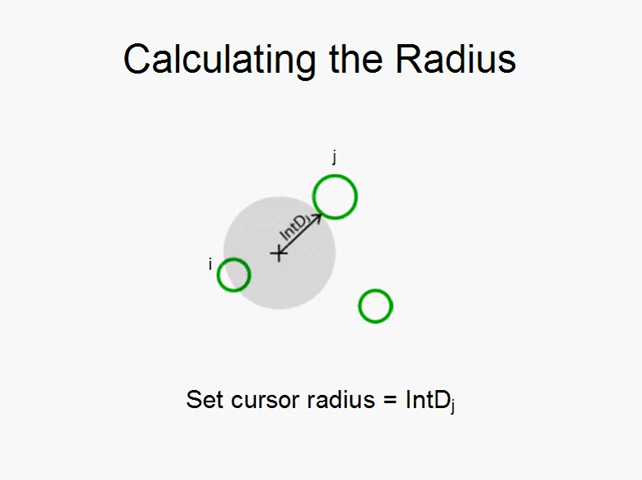 Calculating the Radius
j
IntDj
i
Set cursor radius = IntDj